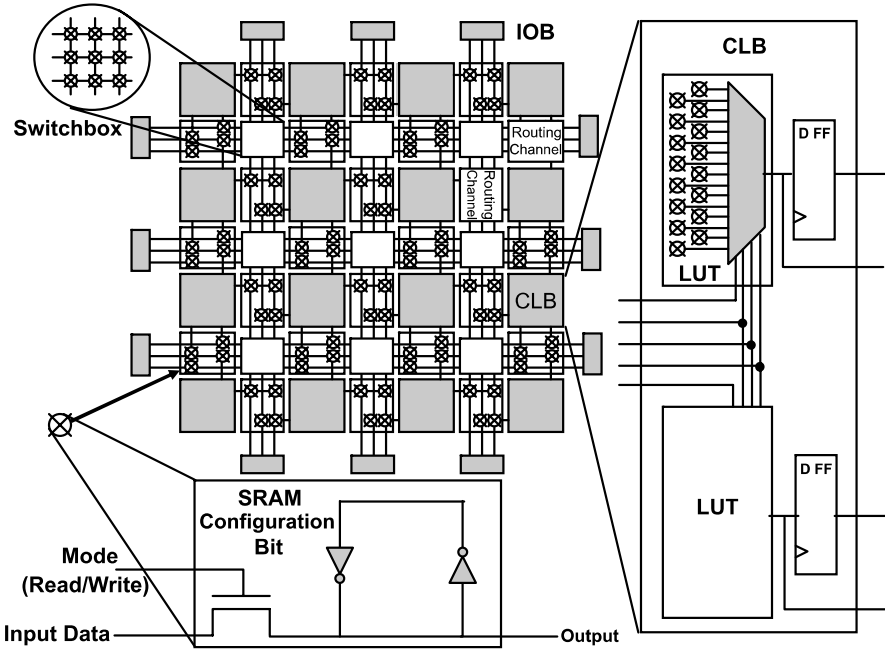 IOB
CLB
Switchbox
Routing
Channel
Routing
Channel
D FF
LUT
CLB
SRAM
Configuration
Bit
D FF
LUT
Mode
(Read/Write)
Input Data
Output